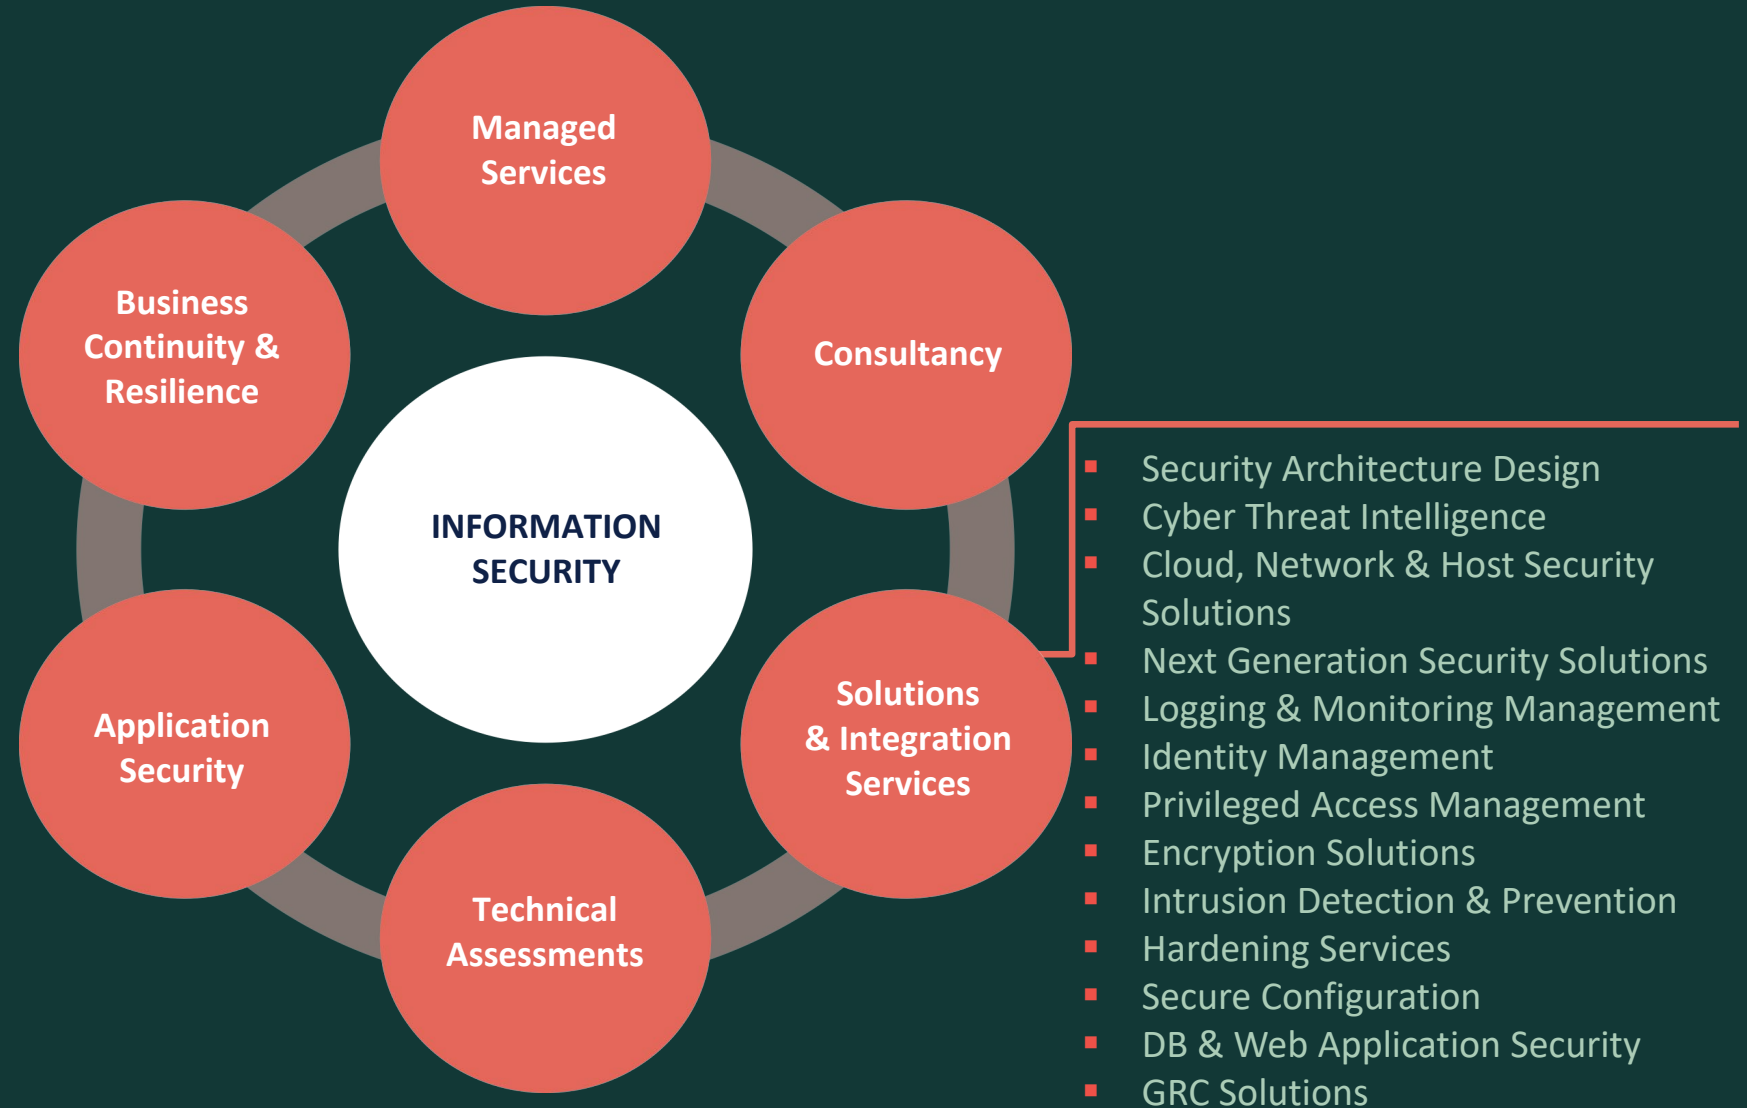 Managed
Services
Business
Continuity &
Resilience
Consultancy
INFORMATION
SECURITY
Application
Security
Solutions
& Integration
Services
Technical
Assessments
▪ Security Architecture Design
▪ Cyber Threat Intelligence
▪ Cloud, Network & Host Security
Solutions
▪ Next Generation Security Solutions
▪ Logging & Monitoring Management
▪ Identity Management
▪ Privileged Access Management
▪ Encryption Solutions
▪ Intrusion Detection & Prevention
▪ Hardening Services
▪ Secure Configuration
▪ DB & Web Application Security
▪ GRC Solutions